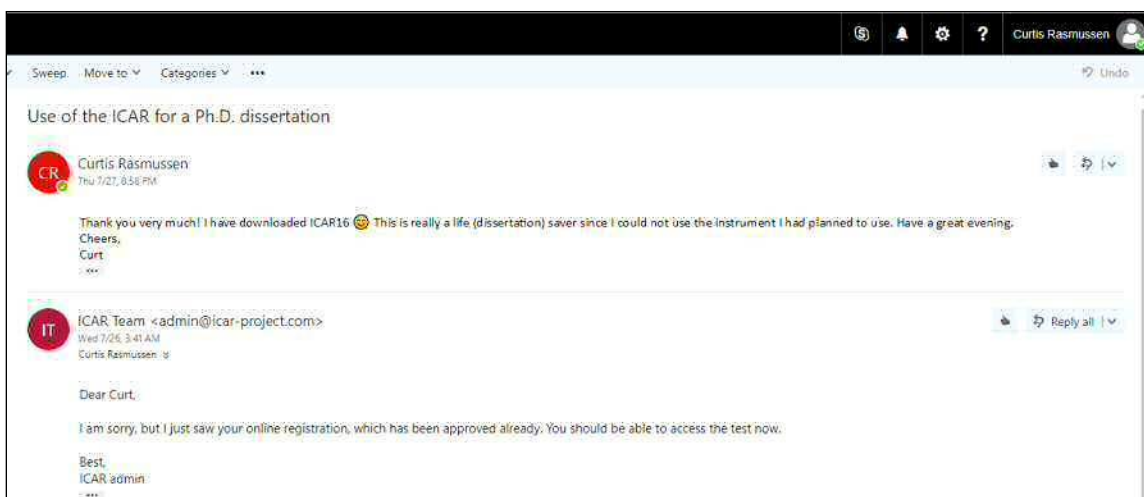 Curtis Rasmussen
Sweep Move to Categories ••• Undo
Use of the ICAR for a Ph.D. dissertation
CR
Curtis Rasmussen
Thu 7/27, 8:58 PM
Thank you very much! I have downloaded ICAR16 😊 This is really a life (dissertation) saver since I could not use the instrument I had planned to use. Have a great evening.
Cheers,
Curt
•••
IT
ICAR Team <admin@icar-project.com>
Reply all
Wed 7/26, 3:41 AM
Curtis Rasmussen
Dear Curt,
I am sorry, but I just saw your online registration, which has been approved already. You should be able to access the test now.
Best,
ICAR admin
•••